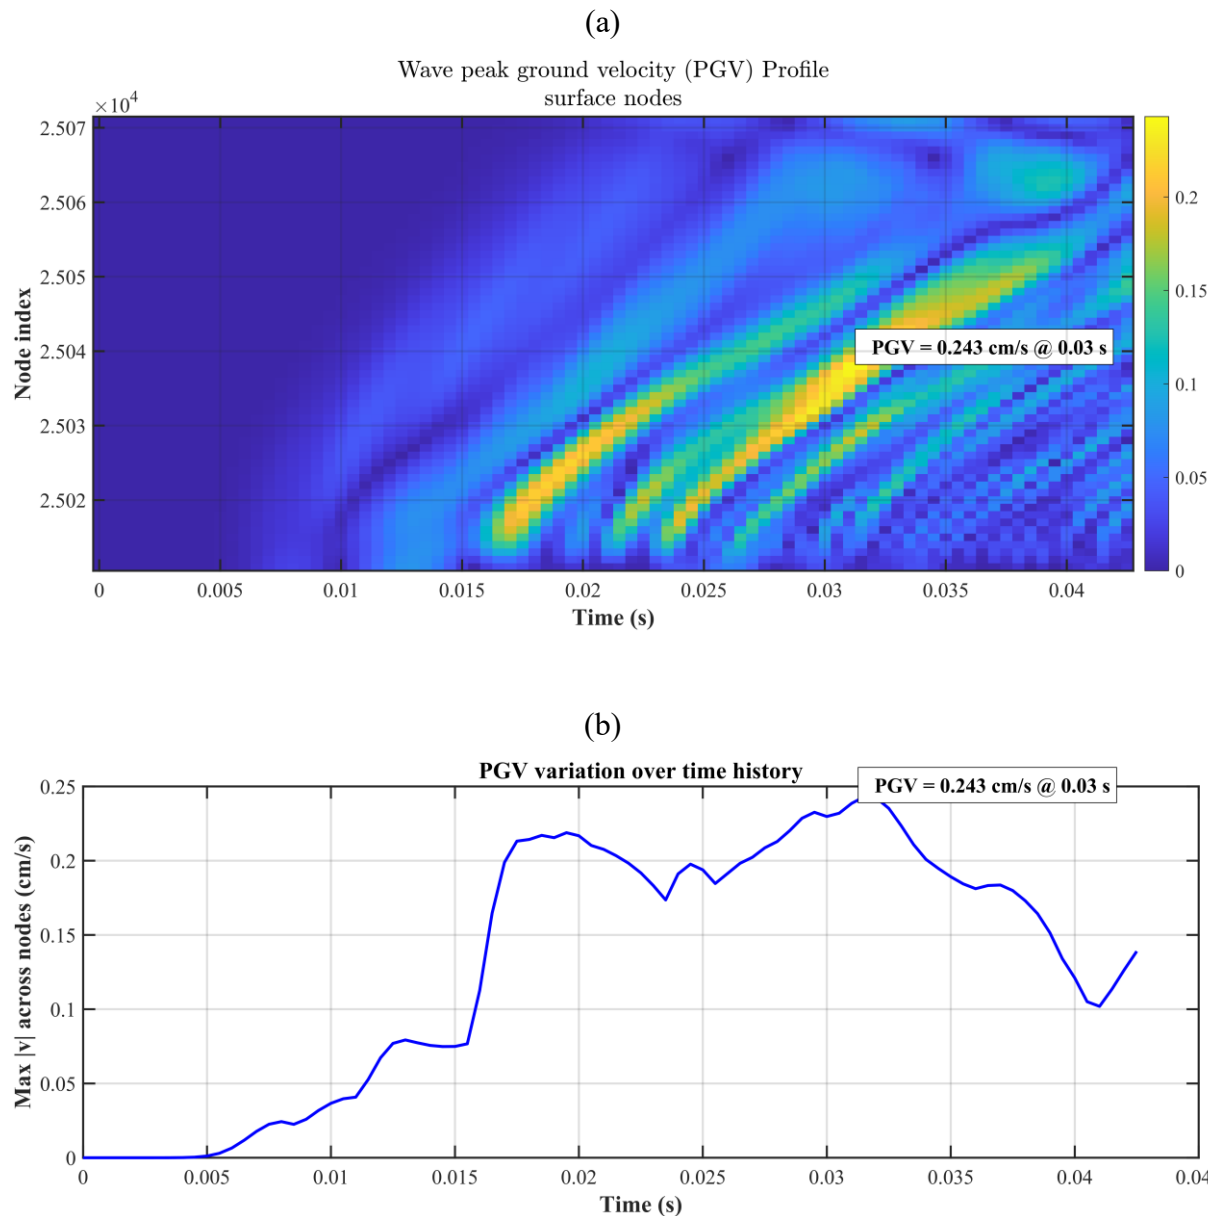 (a)
Wave peak ground velocity (PGV) Profile
surface nodes
×10⁴
2.507
2.506
2.505
2.504
2.503
2.502
Node index
PGV = 0.243 cm/s @ 0.03 s
0.2
0.15
0.1
0.05
0
0 0.005 0.01 0.015 0.02 0.025 0.03 0.035 0.04
Time (s)
(b)
PGV variation over time history
PGV = 0.243 cm/s @ 0.03 s
0.25
0.2
0.15
0.1
0.05
0
Max |v| across nodes (cm/s)
0 0.005 0.01 0.015 0.02 0.025 0.03 0.035 0.04 0.04
Time (s)